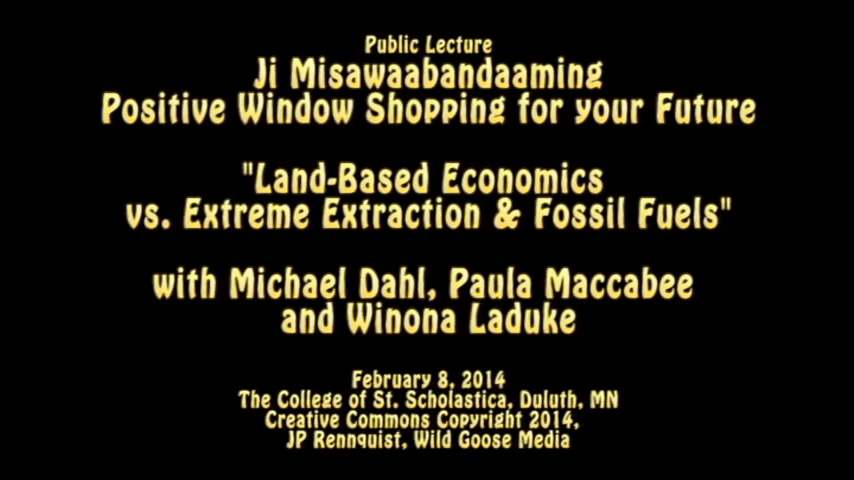 Public Lecture
Ji Misawaabandaaming
Positive Window Shopping for your Future
"Land-Based Economics
vs. Extreme Extraction & Fossil Fuels"
with Michael Dahl, Paula Maccabee
and Winona Laduke
February 8, 2014
The College of St. Scholastica, Duluth, MN
Creative Commons Copyright 2014,
JP Rennquist, Wild Goose Media